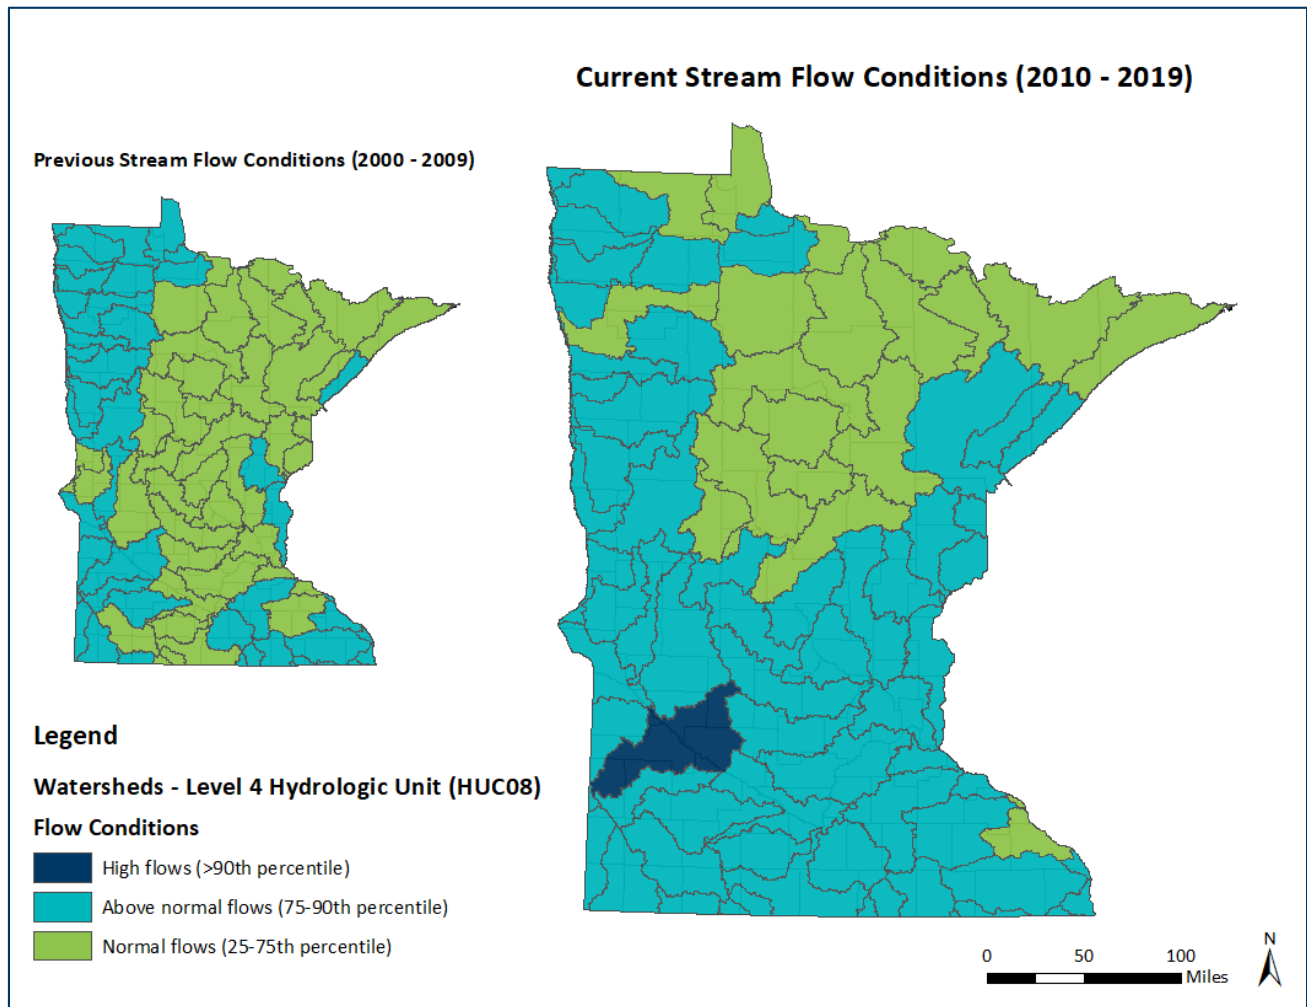 Current Stream Flow Conditions (2010 - 2019)
Previous Stream Flow Conditions (2000 - 2009)
Legend
Watersheds - Level 4 Hydrologic Unit (HUC08)
Flow Conditions
High flows (>90th percentile)
Above normal flows (75-90th percentile)
Normal flows (25-75th percentile)
N
0 50 100
Miles